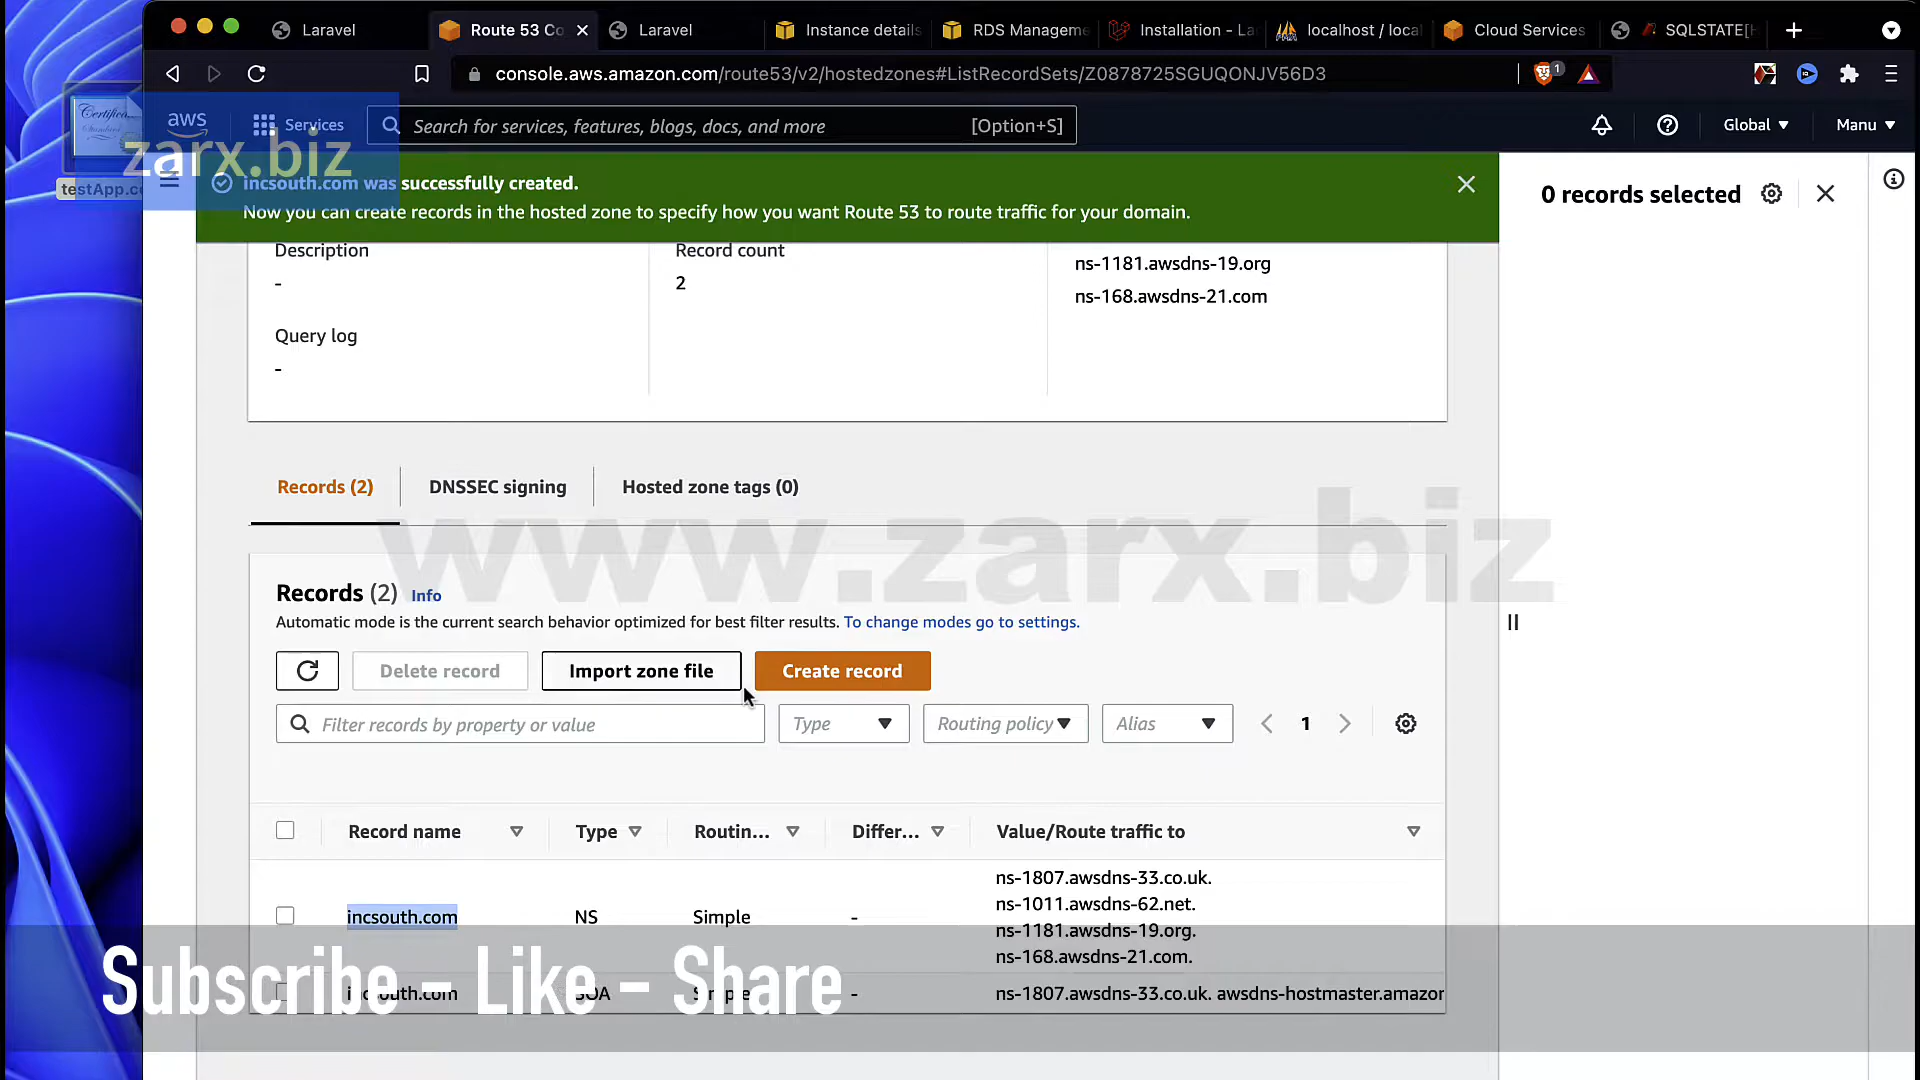 Laravel
Route 53 Co
Laravel
Instance details
RDS Manageme
Installation - La
localhost / local
Cloud Services
SQLSTATE[H
console.aws.amazon.com/route53/v2/hostedzones#ListRecordSets/Z0878725SGUQONJV56D3
1
Certifica...
Standard
testApp.c
aws
Services
Search for services, features, blogs, docs, and more
[Option+S]
Global
Manu
zarx.biz
incsouth.com was successfully created.
Now you can create records in the hosted zone to specify how you want Route 53 to route traffic for your domain.
0 records selected
Description
-
Record count
2
ns-1181.awsdns-19.org
ns-168.awsdns-21.com
Query log
-
Records (2)
DNSSEC signing
Hosted zone tags (0)
www.zarx.biz
Records (2) Info
Automatic mode is the current search behavior optimized for best filter results. To change modes go to settings.
Delete record
Import zone file
Create record
Filter records by property or value
Type
Routing policy
Alias
1
Record name
Type
Routin...
Differ...
Value/Route traffic to
incsouth.com
NS
Simple
-
ns-1807.awsdns-33.co.uk.
ns-1011.awsdns-62.net.
ns-1181.awsdns-19.org.
ns-168.awsdns-21.com.
incsouth.com
SOA
Simple
-
ns-1807.awsdns-33.co.uk. awsdns-hostmaster.amazon
Subscribe - Like - Share